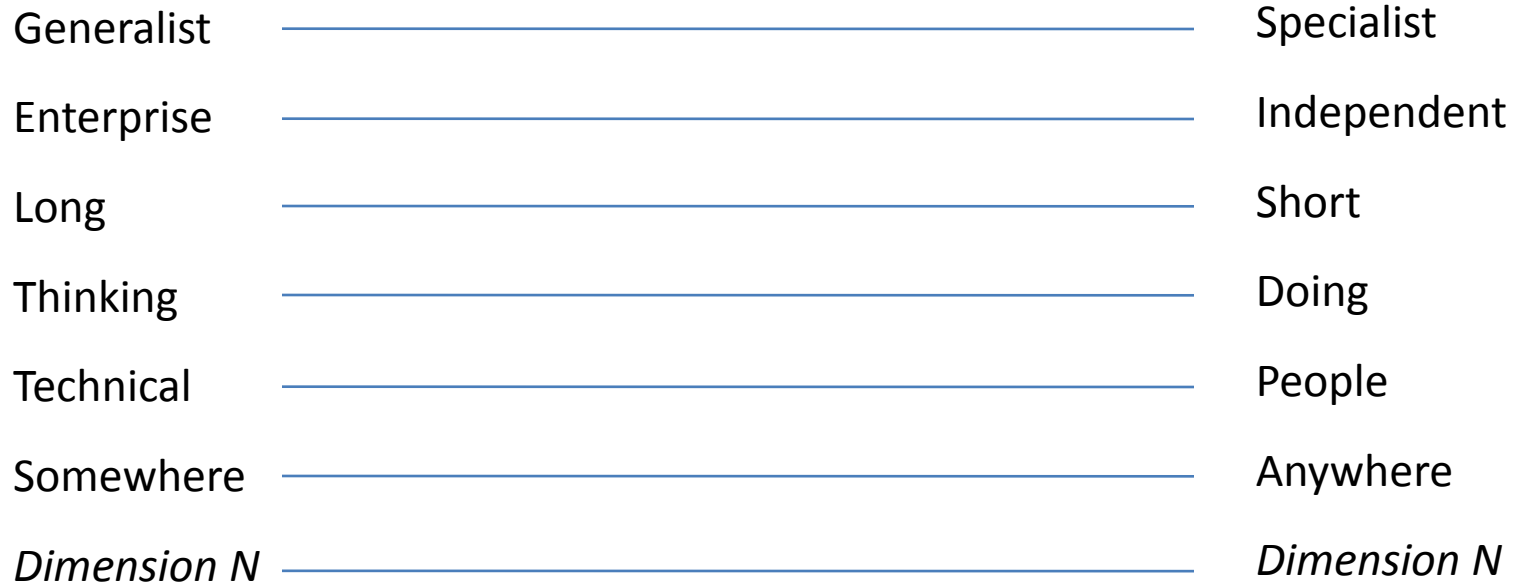 Generalist Specialist
Enterprise Independent
Long Short
Thinking Doing
Technical People
Somewhere Anywhere
Dimension N Dimension N